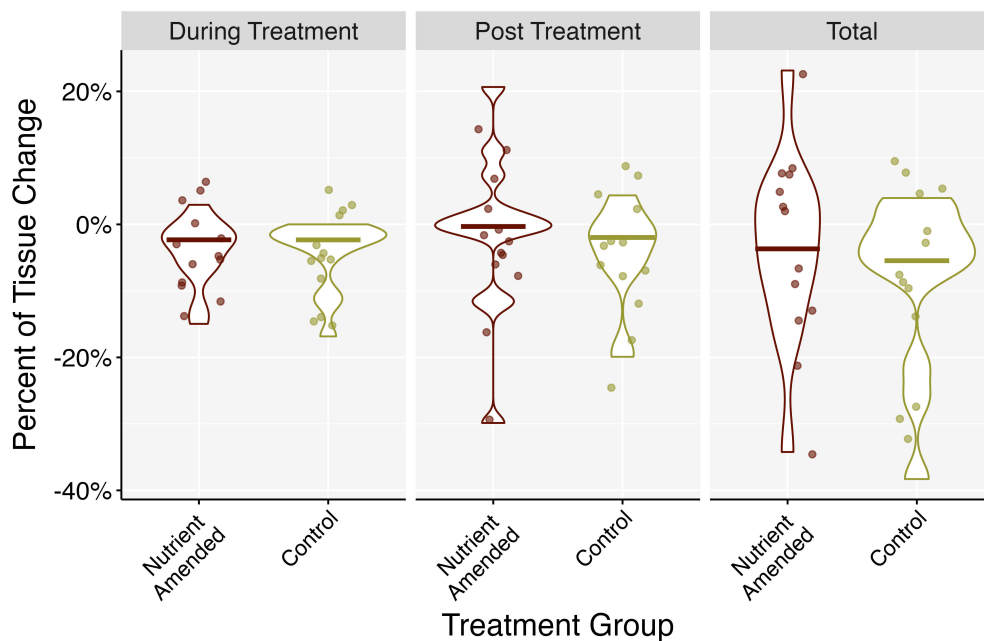 During Treatment
Post Treatment
Total
Percent of Tissue Change
20%
0%
-20%
-40%
Nutrient
Amended
Control
Nutrient
Amended
Control
Nutrient
Amended
Control
Treatment Group